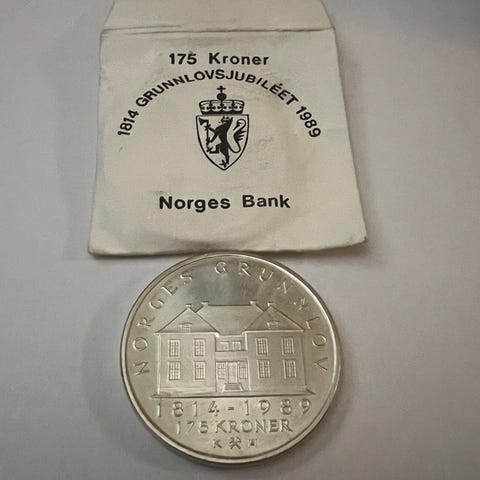 175 Kroner
1814 GRUNNLOVSJUBILÉET 1989
Norges Bank
NORGES GRUNNLOV
1814-1989
175 KRONER
K